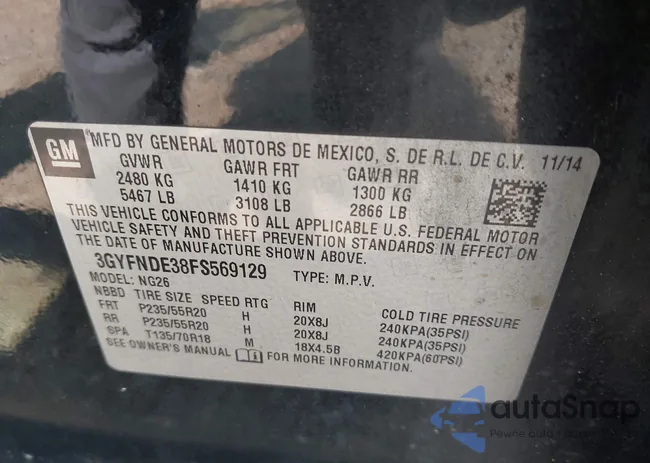 GM
MFD BY GENERAL MOTORS DE MEXICO, S. DE R.L. DE C.V. 11/14
GVWR GAWR FRT GAWR RR
2480 KG 1410 KG 1300 KG
5467 LB 3108 LB 2866 LB
THIS VEHICLE CONFORMS TO ALL APPLICABLE U.S. FEDERAL MOTOR
VEHICLE SAFETY AND THEFT PREVENTION STANDARDS IN EFFECT ON
THE DATE OF MANUFACTURE SHOWN ABOVE.
3GYFNDE38FS569129 TYPE: M.P.V.
MODEL: NG26
NBBD TIRE SIZE SPEED RTG RIM COLD TIRE PRESSURE
FRT P235/55R20 H 20X8J 240KPA(35PSI)
RR P235/55R20 H 20X8J 240KPA(35PSI)
SPA T135/70R18 M 18X4.5B 420KPA(60PSI)
SEE OWNER'S MANUAL FOR MORE INFORMATION.
autaSnap
Pewne auta